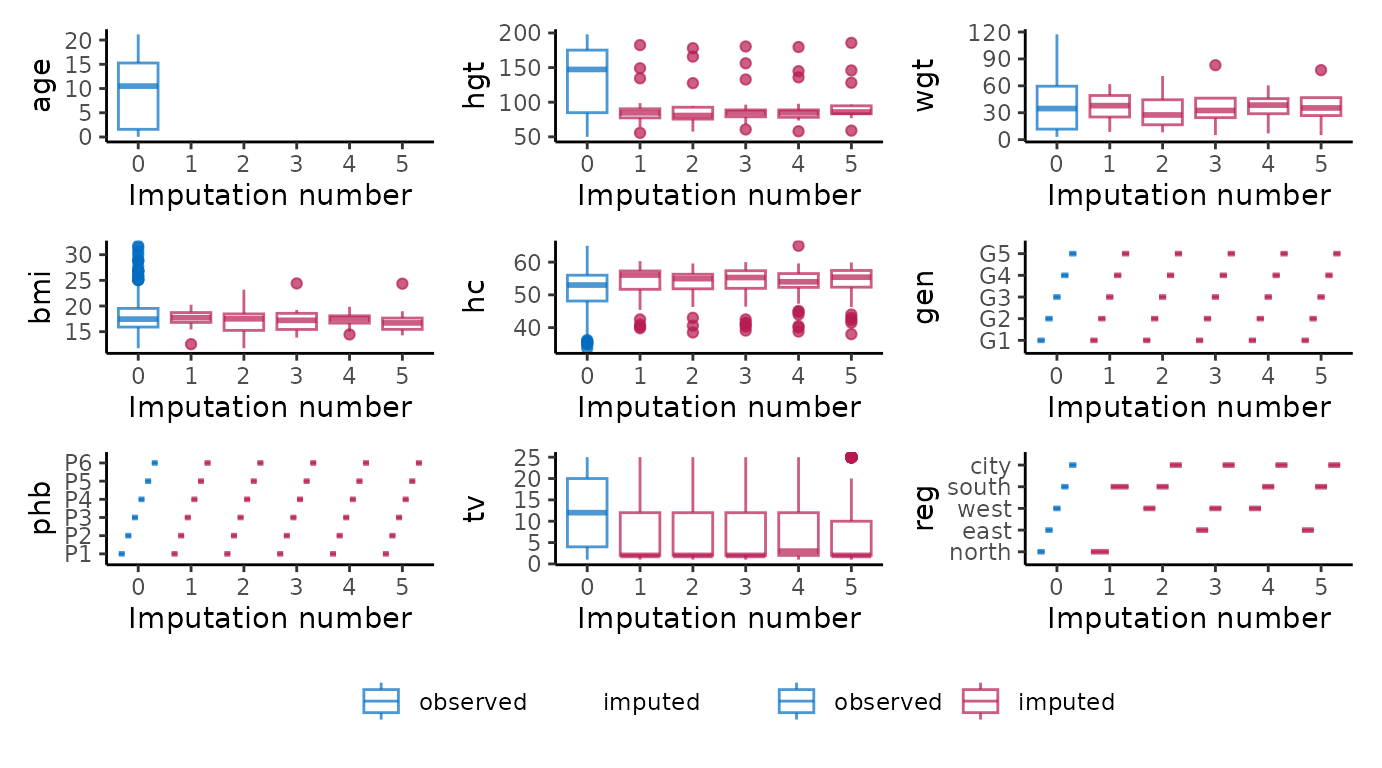 age
20
15
10
5
0
0 1 2 3 4 5
Imputation number
hgt
200
150
100
50
0 1 2 3 4 5
Imputation number
wgt
120
90
60
30
0
0 1 2 3 4 5
Imputation number
bmi
30
25
20
15
0 1 2 3 4 5
Imputation number
hc
60
50
40
0 1 2 3 4 5
Imputation number
gen
G5
G4
G3
G2
G1
0 1 2 3 4 5
Imputation number
phb
P6
P5
P4
P3
P2
P1
0 1 2 3 4 5
Imputation number
tv
25
20
15
10
5
0
0 1 2 3 4 5
Imputation number
reg
city
south
west
east
north
0 1 2 3 4 5
Imputation number
observed imputed observed imputed